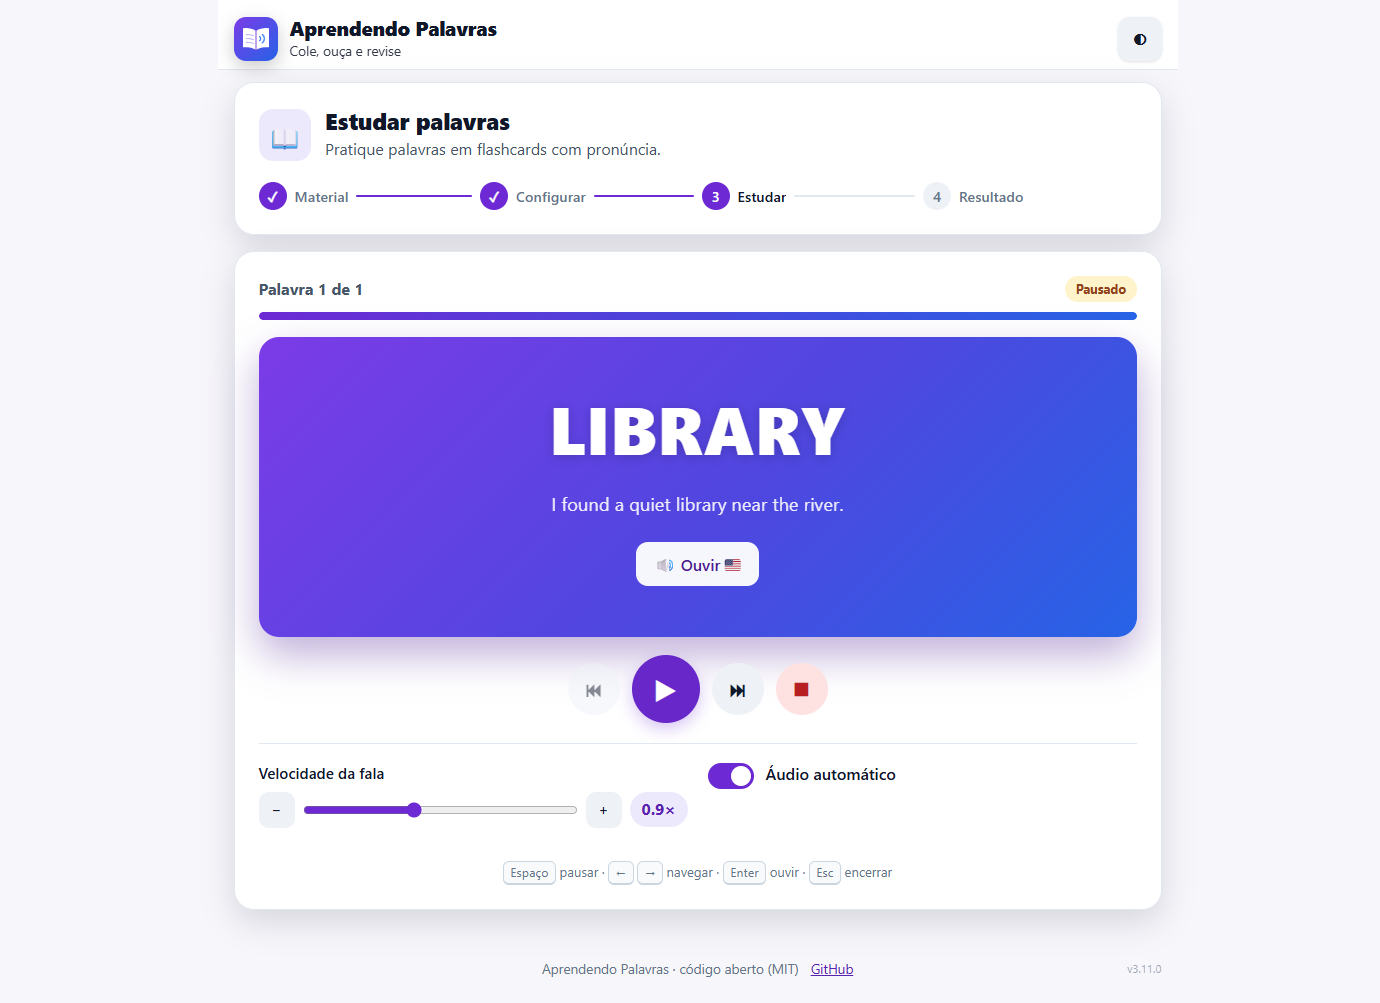 Aprendendo Palavras
Cole, ouça e revise
Estudar palavras
Pratique palavras em flashcards com pronúncia.
✓ Material ✓ Configurar 3 Estudar 4 Resultado
Palavra 1 de 1 Pausado
LIBRARY
I found a quiet library near the river.
Ouvir
Velocidade da fala Áudio automático
− + 0.9×
Espaço pausar · ← → navegar · Enter ouvir · Esc encerrar
Aprendendo Palavras · código aberto (MIT) GitHub v3.11.0